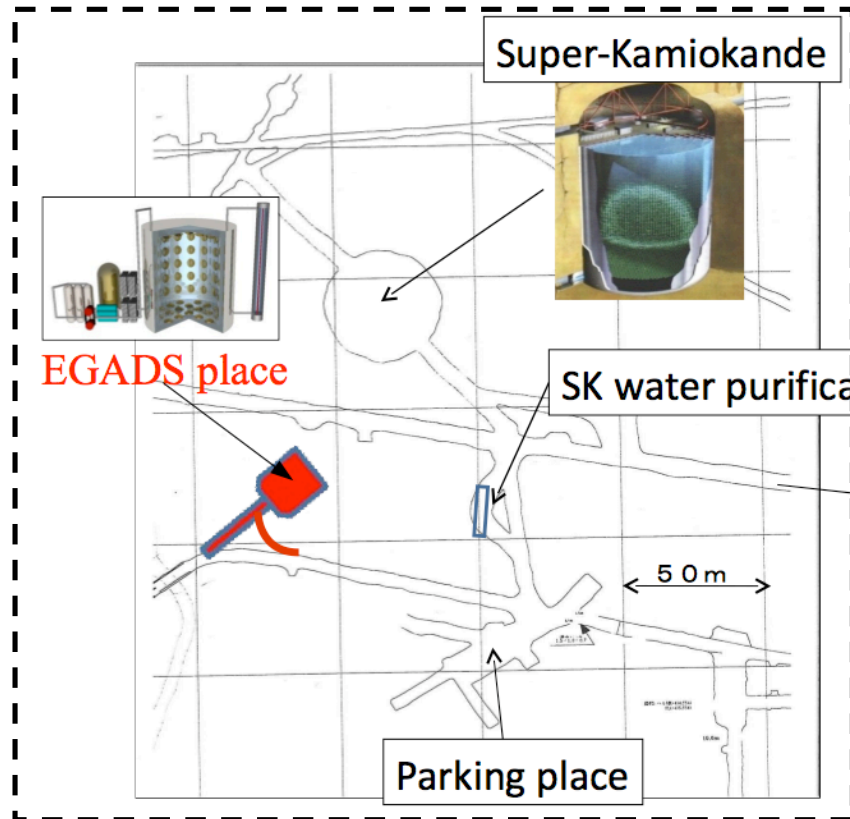 Super-Kamiokande
EGADS place
SK water purifica
50m
Parking place